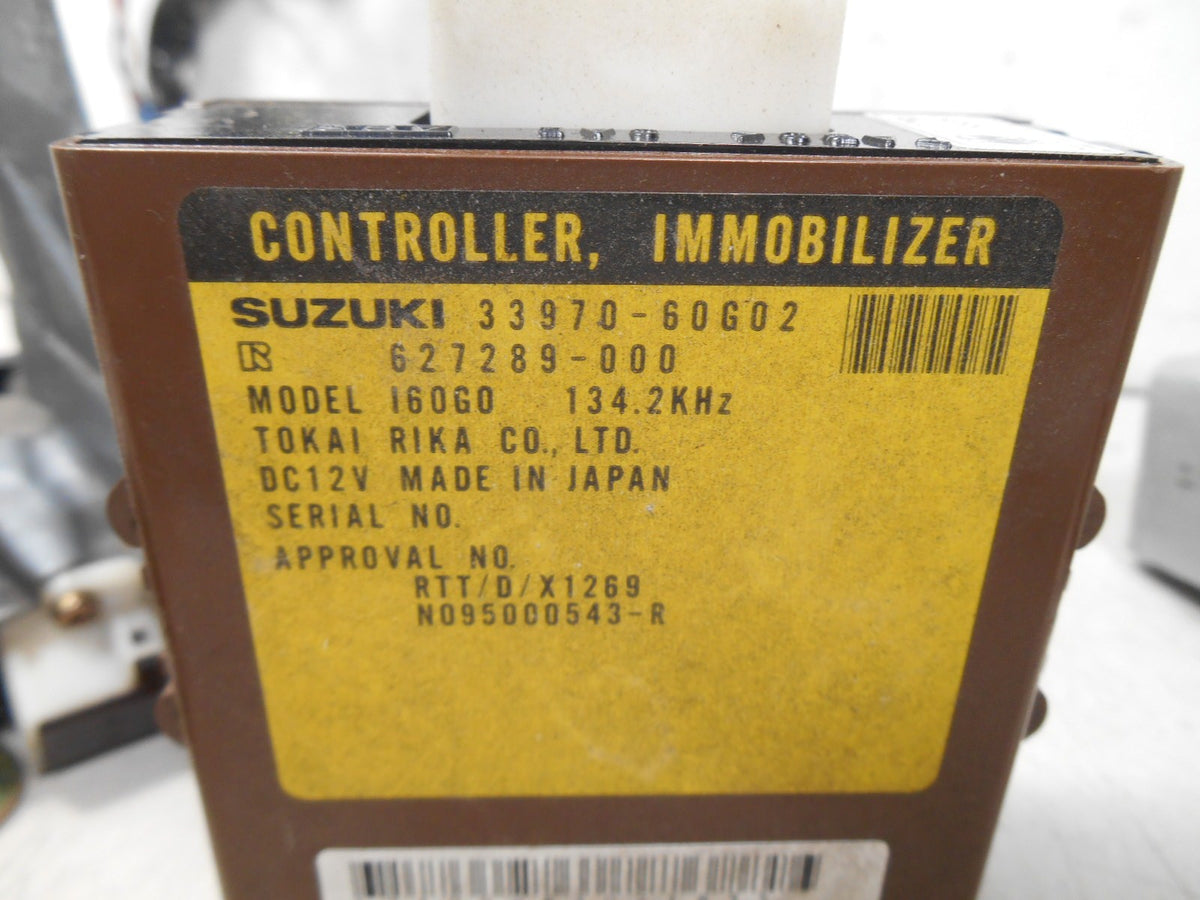 CONTROLLER, IMMOBILIZER
SUZUKI 33970-60G02
R 627289-000
MODEL I60G0 134.2KHz
TOKAI RIKA CO., LTD.
DC12V MADE IN JAPAN
SERIAL NO.
APPROVAL NO.
RTT/D/X1269
N095000543-R